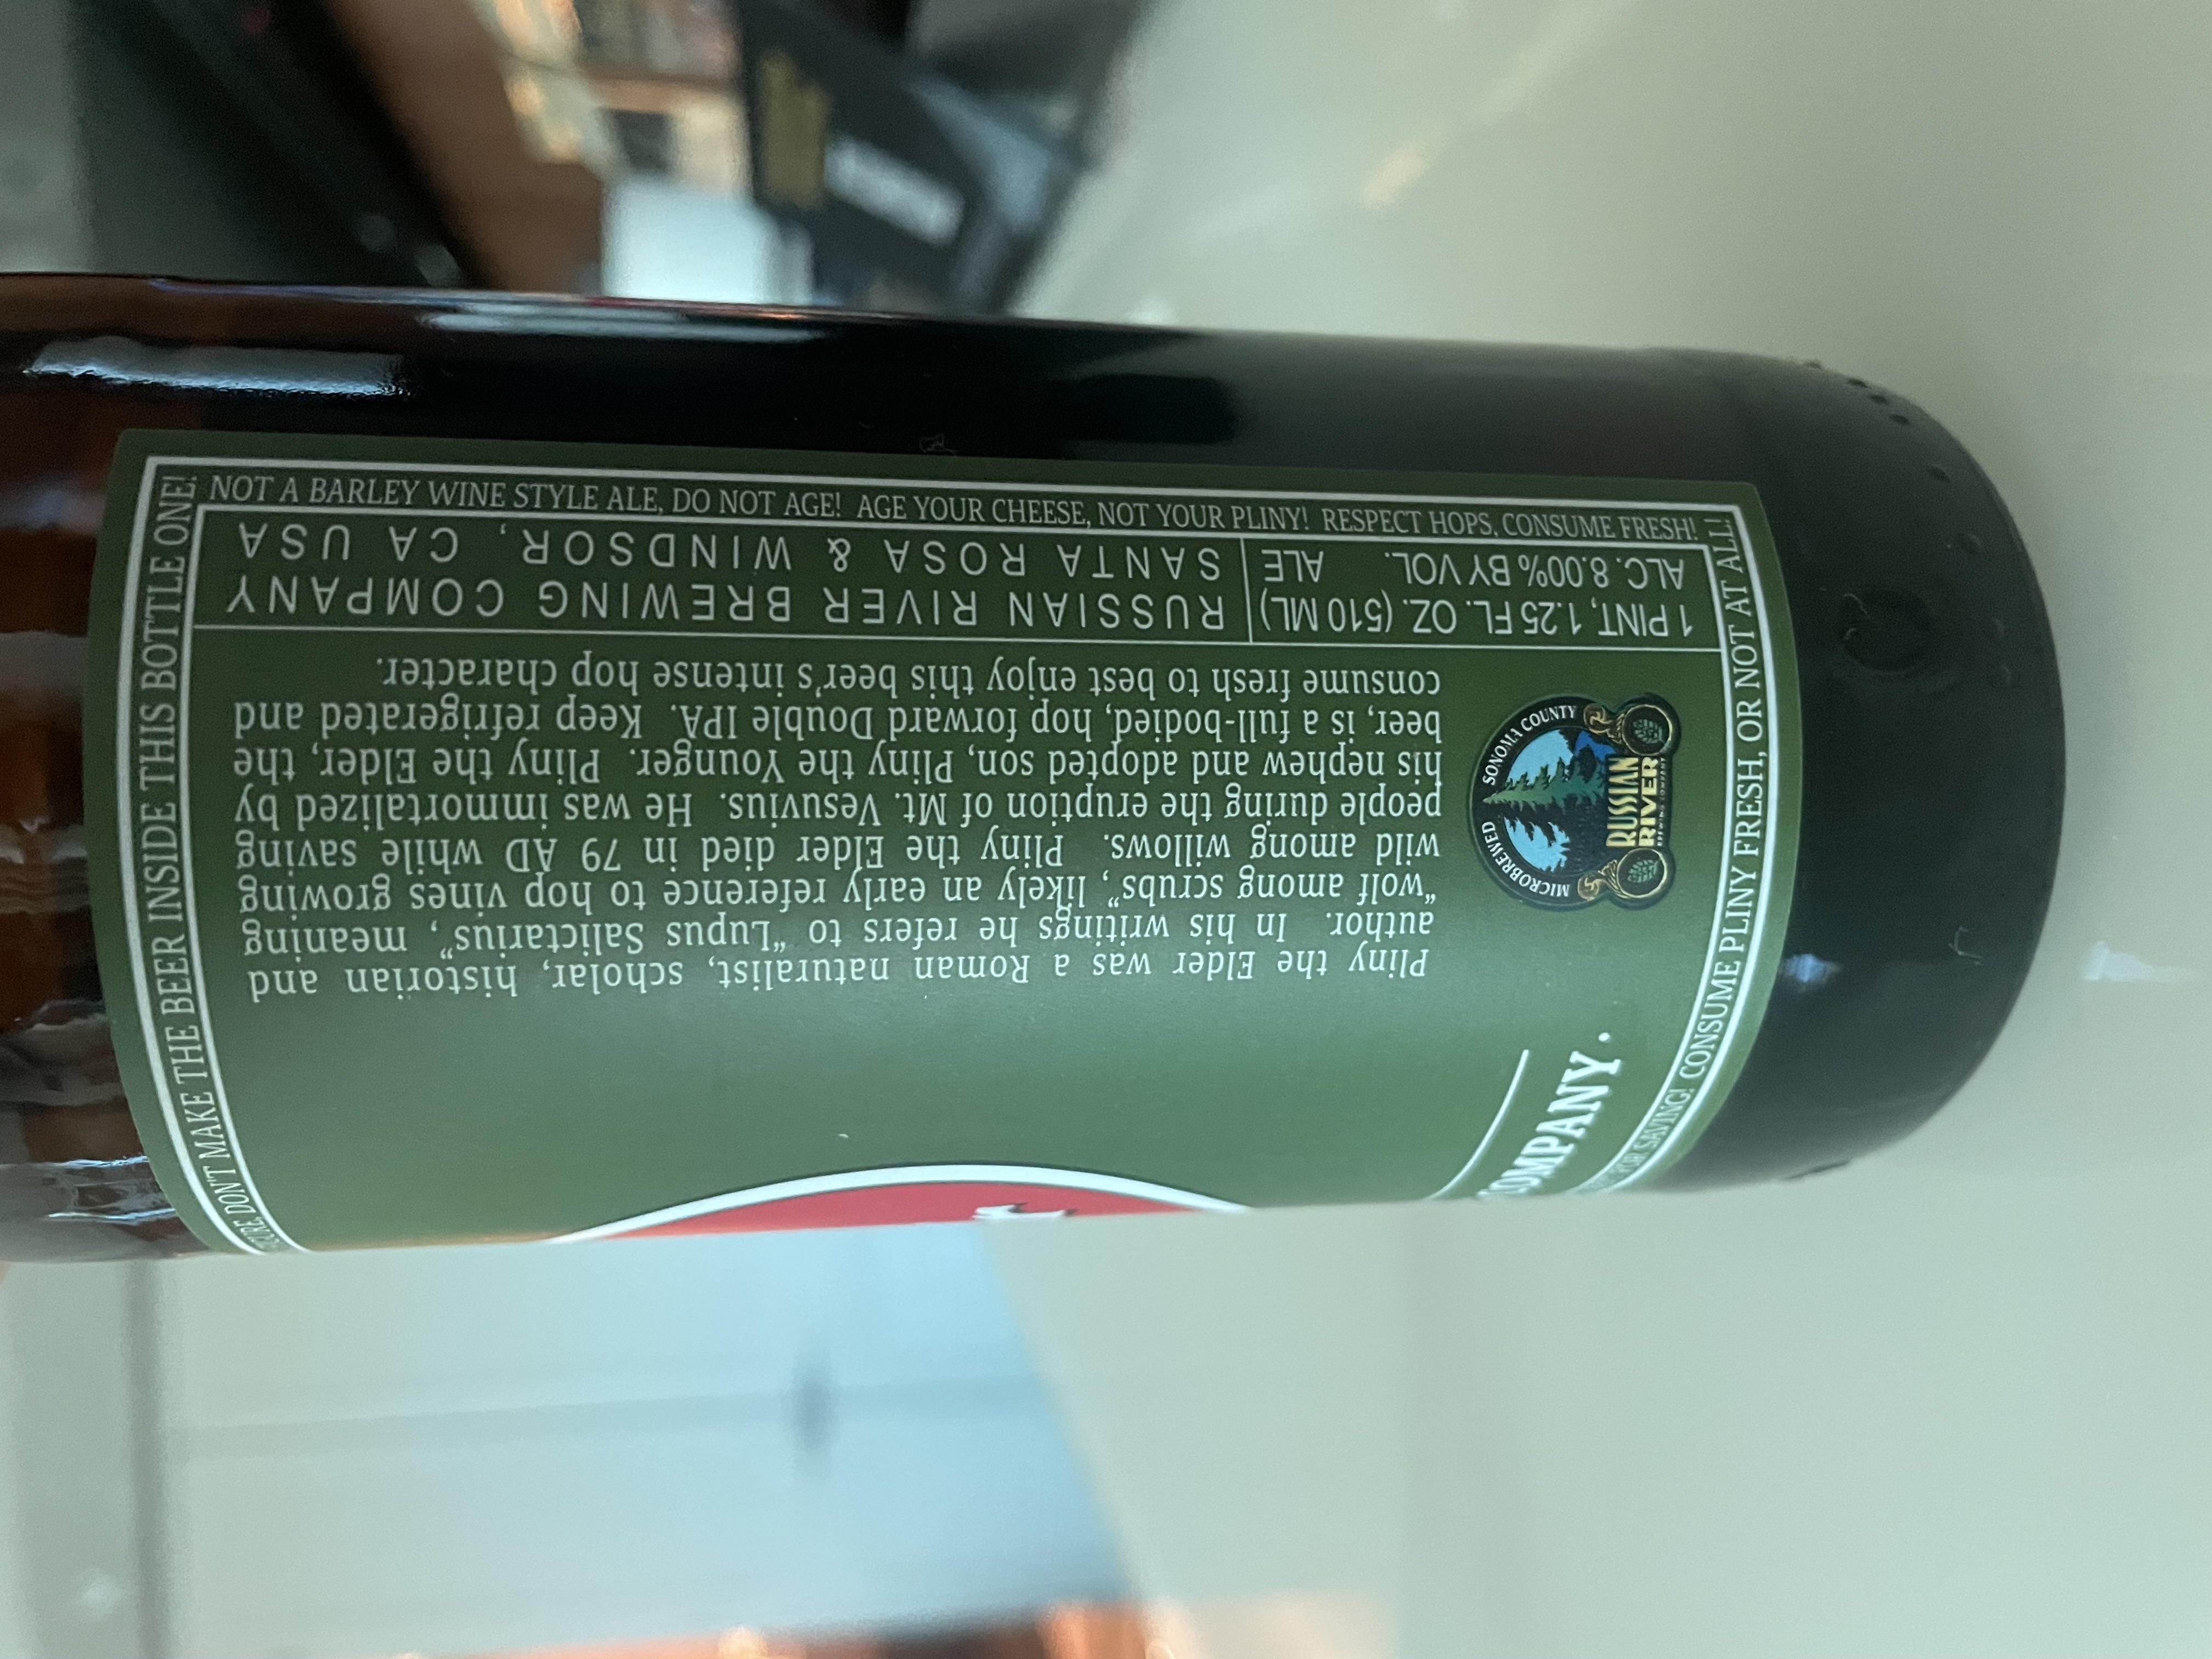 Pliny the Elder was a Roman naturalist, scholar, historian and
author. In his writings he refers to "Lupus Salictarius", meaning
"wolf among scrubs", likely an early reference to hop vines growing
wild among willows. Pliny the Elder died in 79 AD while saving
people during the eruption of Mt. Vesuvius. He was immortalized by
his nephew and adopted son, Pliny the Younger. Pliny the Elder, the
beer, is a full-bodied, hop forward Double IPA. Keep refrigerated and
consume fresh to best enjoy this beer's intense hop character.
MICROBREWED SONOMA COUNTY
RUSSIAN
RIVER
BREWING COMPANY
1 PINT, 1.25 FL. OZ. (510 ML)
ALC. 8.00% BY VOL. ALE
RUSSIAN RIVER BREWING COMPANY
SANTA ROSA & WINDSOR, CA USA
COMPANY.
FOR SAVING! CONSUME PLINY FRESH, OR NOT AT ALL!
NOT A BARLEY WINE STYLE ALE, DO NOT AGE! AGE YOUR CHEESE, NOT YOUR PLINY! RESPECT HOPS, CONSUME FRESH!
DON'T MAKE THE BEER INSIDE THIS BOTTLE ONE!